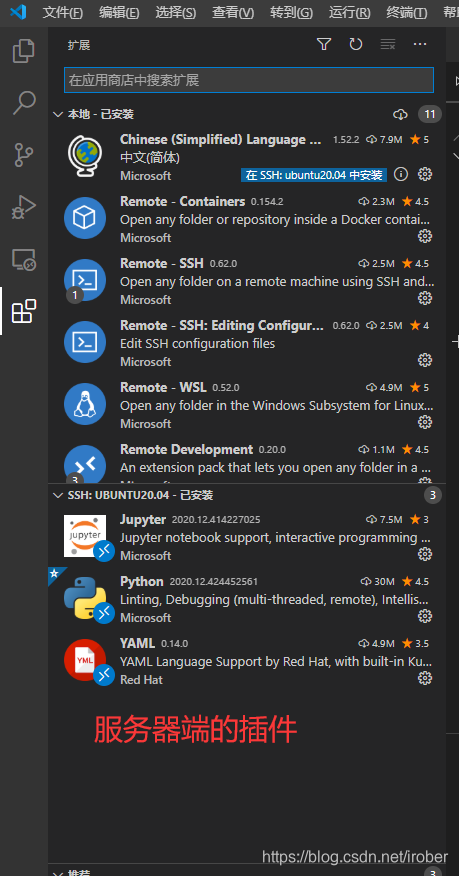 文件(F) 编辑(E) 选择(S) 查看(V) 转到(G) 运行(R) 终端(T) 帮
扩展
在应用商店中搜索扩展
本地 - 已安装 11
Chinese (Simplified) Language ... 1.52.2 7.9M 5
中文(简体)
Microsoft 在 SSH: ubuntu20.04 中安装
Remote - Containers 0.154.2 2.3M 4.5
Open any folder or repository inside a Docker contai...
Microsoft
Remote - SSH 0.62.0 2.5M 4.5
Open any folder on a remote machine using SSH and...
1 Microsoft
Remote - SSH: Editing Configur... 0.62.0 2.5M 4
Edit SSH configuration files
Microsoft
Remote - WSL 0.52.0 4.9M 5
Open any folder in the Windows Subsystem for Linux...
Microsoft
Remote Development 0.20.0 1.1M 4.5
An extension pack that lets you open any folder in a ...
3
SSH: UBUNTU20.04 - 已安装 3
Jupyter 2020.12.414227025 7.5M 3
jupyter Jupyter notebook support, interactive programming ...
Microsoft
Python 2020.12.424452561 30M 4.5
Linting, Debugging (multi-threaded, remote), Intellis...
Microsoft
YAML 0.14.0 4.9M 3.5
YML YAML Language Support by Red Hat, with built-in Ku...
Red Hat
服务器端的插件
https://blog.csdn.net/irober
推荐 3